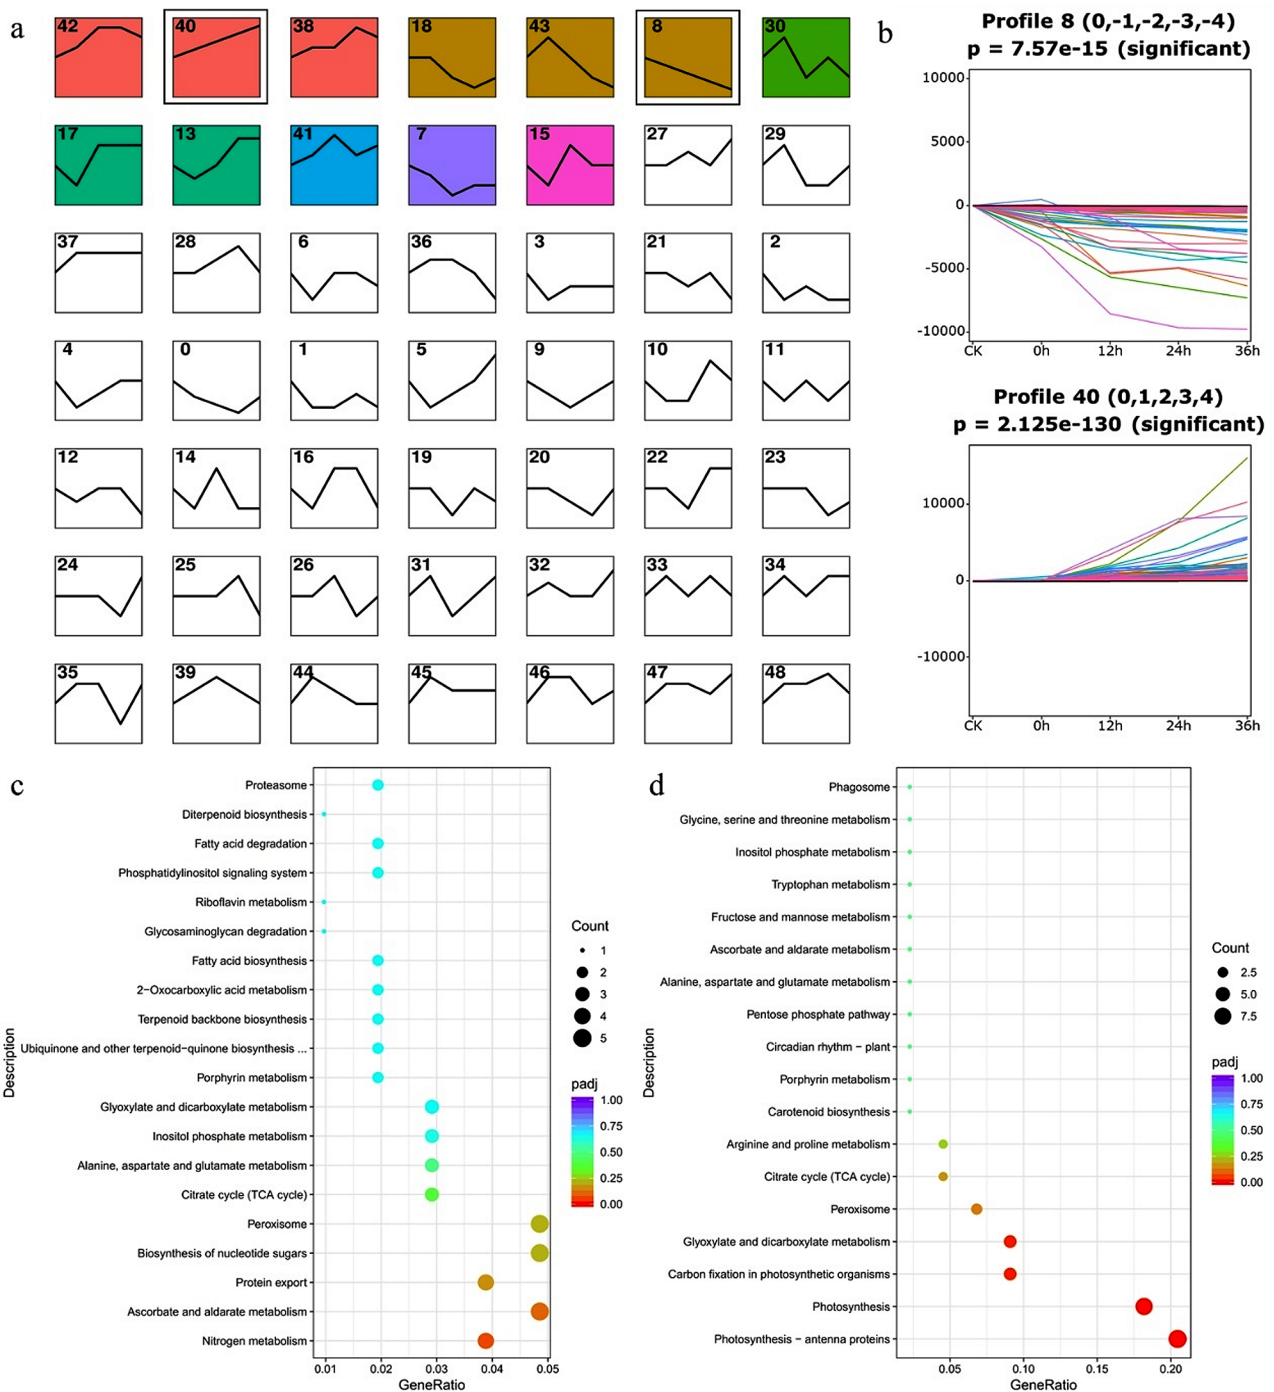 a
42 40 38 18 43 8 30
17 13 41 7 15 27 29
37 28 6 36 3 21 2
4 0 1 5 9 10 11
12 14 16 19 20 22 23
24 25 26 31 32 33 34
35 39 44 45 46 47 48
b
Profile 8 (0,-1,-2,-3,-4)
p = 7.57e-15 (significant)
10000
5000
0
-5000
-10000
CK 0h 12h 24h 36h
Profile 40 (0,1,2,3,4)
p = 2.125e-130 (significant)
10000
0
-10000
CK 0h 12h 24h 36h
c
Description
Proteasome
Diterpenoid biosynthesis
Fatty acid degradation
Phosphatidylinositol signaling system
Riboflavin metabolism
Glycosaminoglycan degradation
Fatty acid biosynthesis
2−Oxocarboxylic acid metabolism
Terpenoid backbone biosynthesis
Ubiquinone and other terpenoid−quinone biosynthesis ...
Porphyrin metabolism
Glyoxylate and dicarboxylate metabolism
Inositol phosphate metabolism
Alanine, aspartate and glutamate metabolism
Citrate cycle (TCA cycle)
Peroxisome
Biosynthesis of nucleotide sugars
Protein export
Ascorbate and aldarate metabolism
Nitrogen metabolism
0.01 0.02 0.03 0.04 0.05
GeneRatio
Count
1
2
3
4
5
padj
1.00
0.75
0.50
0.25
0.00
d
Description
Phagosome
Glycine, serine and threonine metabolism
Inositol phosphate metabolism
Tryptophan metabolism
Fructose and mannose metabolism
Ascorbate and aldarate metabolism
Alanine, aspartate and glutamate metabolism
Pentose phosphate pathway
Circadian rhythm − plant
Porphyrin metabolism
Carotenoid biosynthesis
Arginine and proline metabolism
Citrate cycle (TCA cycle)
Peroxisome
Glyoxylate and dicarboxylate metabolism
Carbon fixation in photosynthetic organisms
Photosynthesis
Photosynthesis − antenna proteins
0.05 0.10 0.15 0.20
GeneRatio
Count
2.5
5.0
7.5
padj
1.00
0.75
0.50
0.25
0.00